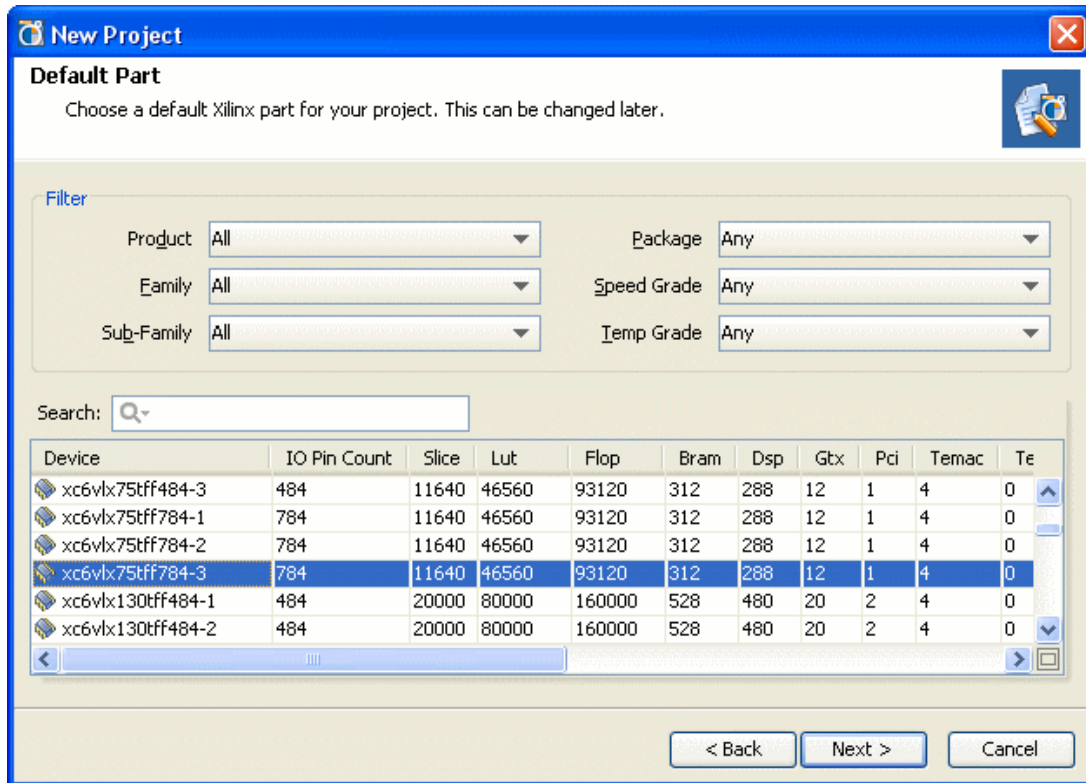 New Project
Default Part
Choose a default Xilinx part for your project. This can be changed later.
Filter
Product All Package Any
Family All Speed Grade Any
Sub-Family All Temp Grade Any
Search:
Device IO Pin Count Slice Lut Flop Bram Dsp Gtx Pci Temac Te
xc6vlx75tff484-3 484 11640 46560 93120 312 288 12 1 4 0
xc6vlx75tff784-1 784 11640 46560 93120 312 288 12 1 4 0
xc6vlx75tff784-2 784 11640 46560 93120 312 288 12 1 4 0
xc6vlx75tff784-3 784 11640 46560 93120 312 288 12 1 4 0
xc6vlx130tff484-1 484 20000 80000 160000 528 480 20 2 4 0
xc6vlx130tff484-2 484 20000 80000 160000 528 480 20 2 4 0
< Back Next > Cancel